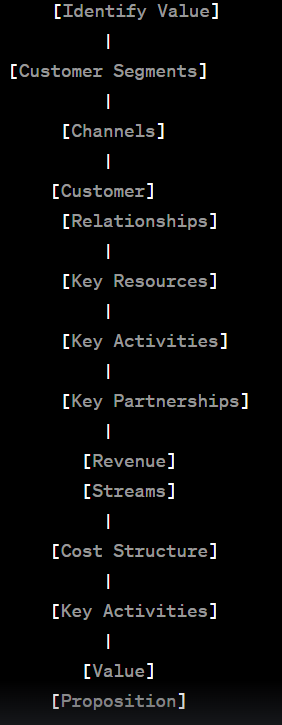 [Identify Value]
|
[Customer Segments]
|
[Channels]
|
[Customer]
[Relationships]
|
[Key Resources]
|
[Key Activities]
|
[Key Partnerships]
|
[Revenue]
[Streams]
|
[Cost Structure]
|
[Key Activities]
|
[Value]
[Proposition]